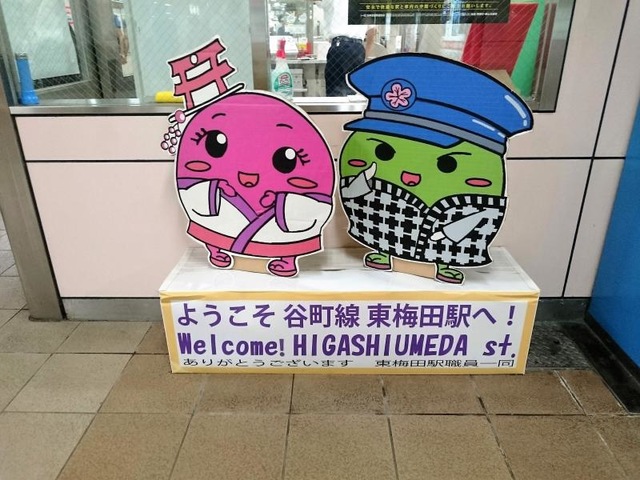 ようこそ 谷町線 東梅田駅へ！
Welcome! HIGASHIUMEDA st.
ありがとうございます 東梅田駅職員一同